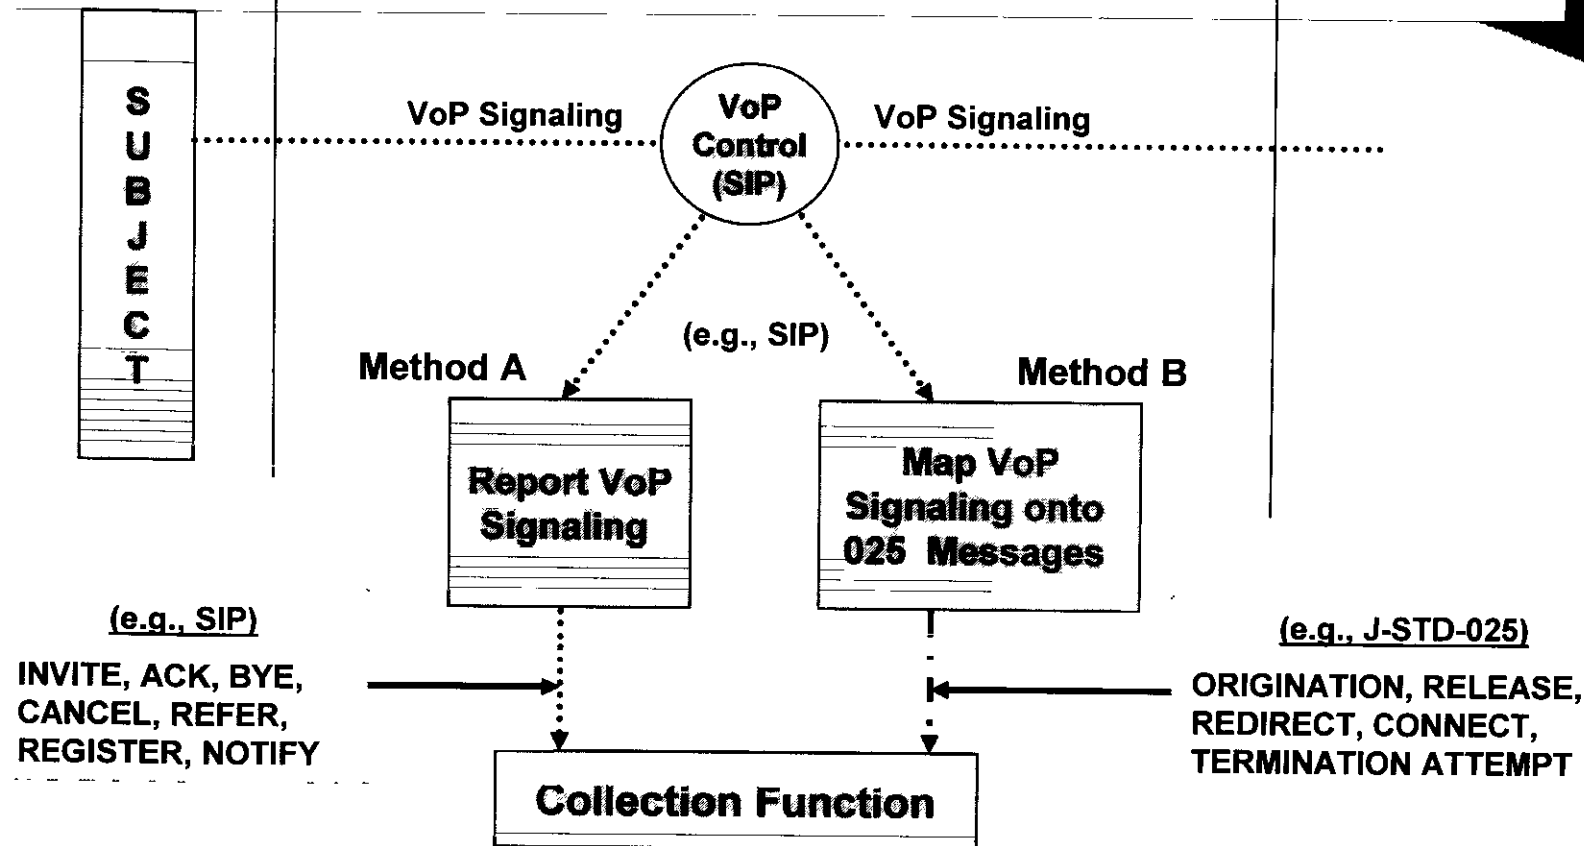 SUBJECT
VoP Signaling
VoP
Control
(SIP)
VoP Signaling
(e.g., SIP)
Method A
Method B
Report VoP
Signaling
Map VoP
Signaling onto
025 Messages
(e.g., SIP)
INVITE, ACK, BYE,
CANCEL, REFER,
REGISTER, NOTIFY
(e.g., J-STD-025)
ORIGINATION, RELEASE,
REDIRECT, CONNECT,
TERMINATION ATTEMPT
Collection Function